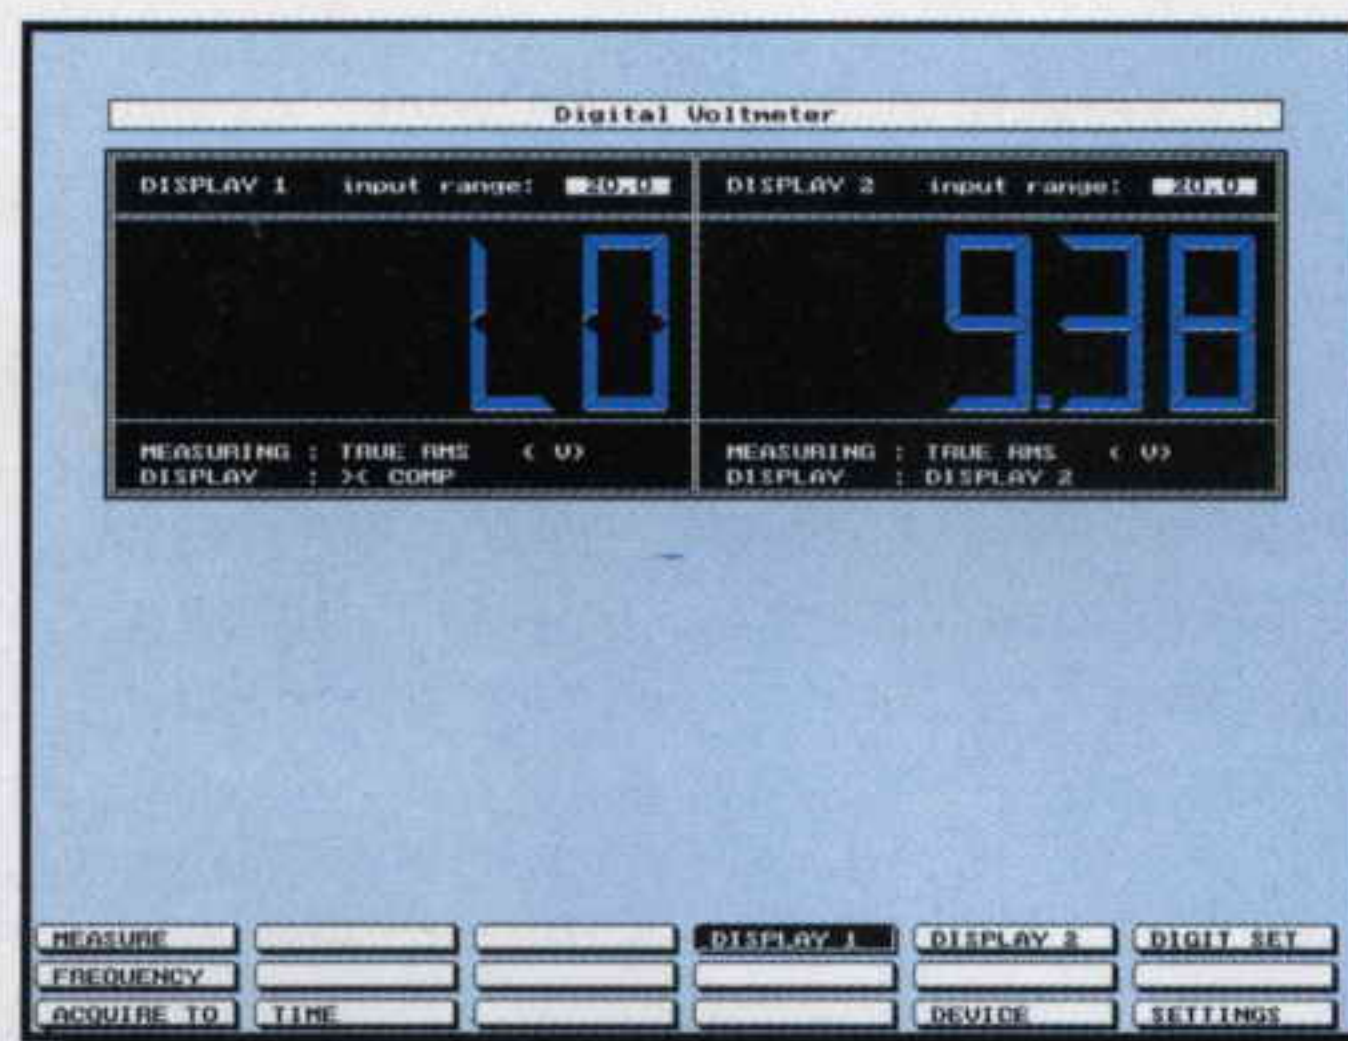 Digital Voltmeter
DISPLAY 1 input range: 20.0
LO
MEASURING : TRUE RMS < V>
DISPLAY : >< COMP
DISPLAY 2 input range: 20.0
9.38
MEASURING : TRUE RMS < V>
DISPLAY : DISPLAY 2
MEASURE DISPLAY 1 DISPLAY 2 DIGIT SET
FREQUENCY
ACQUIRE TO TIME DEVICE SETTINGS